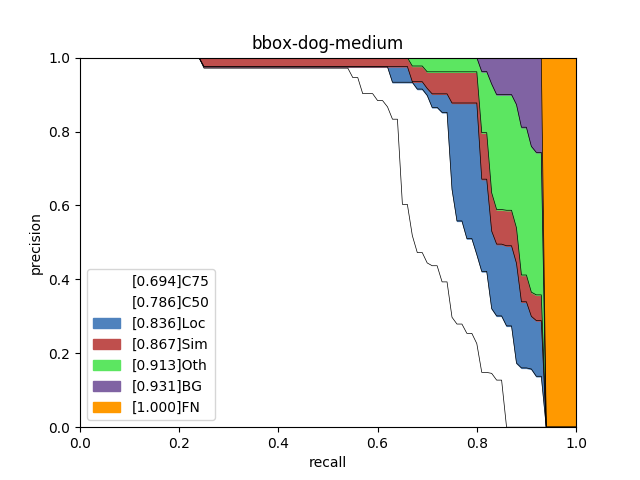 bbox-dog-medium
1.0
0.8
0.6
0.4
0.2
0.0
precision
[0.694]C75
[0.786]C50
[0.836]Loc
[0.867]Sim
[0.913]Oth
[0.931]BG
[1.000]FN
0.0 0.2 0.4 0.6 0.8 1.0
recall